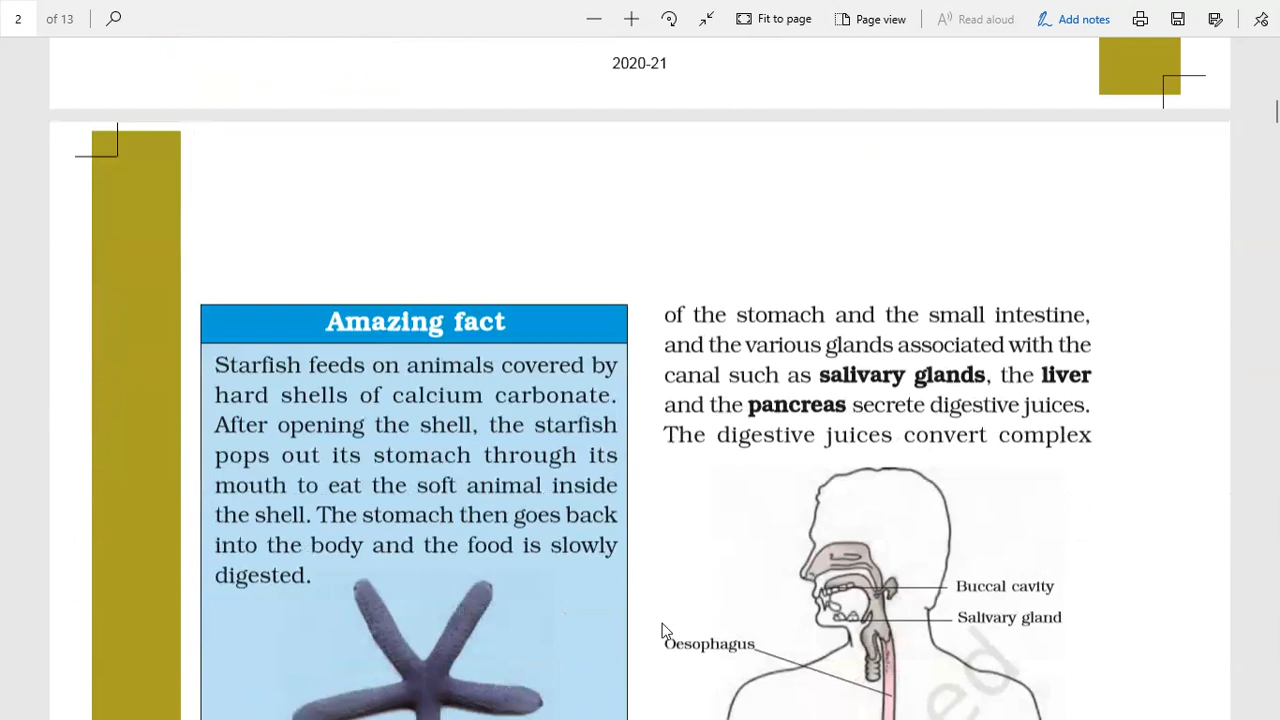 2 of 13 Fit to page Page view Read aloud Add notes
2020-21
Amazing fact
Starfish feeds on animals covered by
hard shells of calcium carbonate.
After opening the shell, the starfish
pops out its stomach through its
mouth to eat the soft animal inside
the shell. The stomach then goes back
into the body and the food is slowly
digested.
of the stomach and the small intestine,
and the various glands associated with the
canal such as salivary glands, the liver
and the pancreas secrete digestive juices.
The digestive juices convert complex
Buccal cavity
Salivary gland
Oesophagus